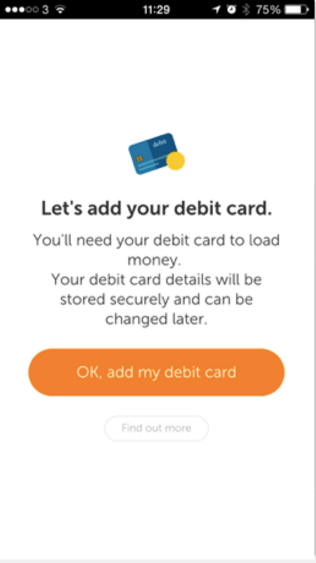 3 11:29 75%
debit
Let's add your debit card.
You'll need your debit card to load
money.
Your debit card details will be
stored securely and can be
changed later.
OK, add my debit card
Find out more